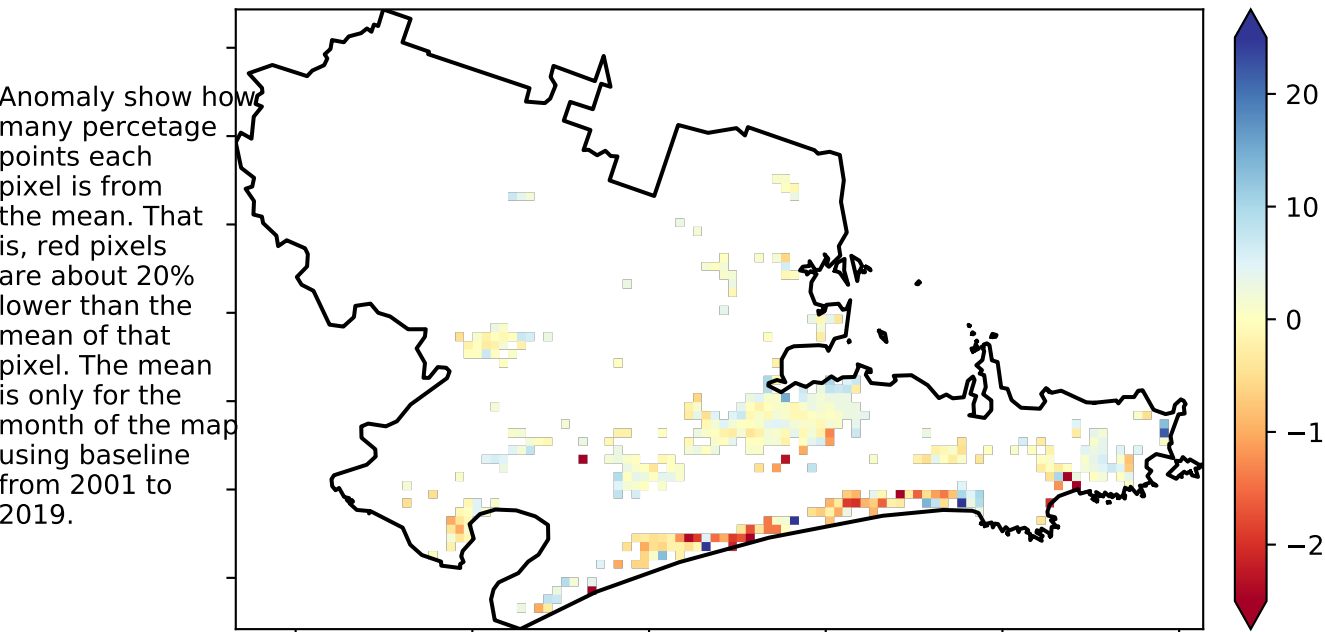 Anomaly show how
many percetage
points each
pixel is from
the mean. That
is, red pixels
are about 20%
lower than the
mean of that
pixel. The mean
is only for the
month of the map
using baseline
from 2001 to
2019.
20
10
0
−1
−2